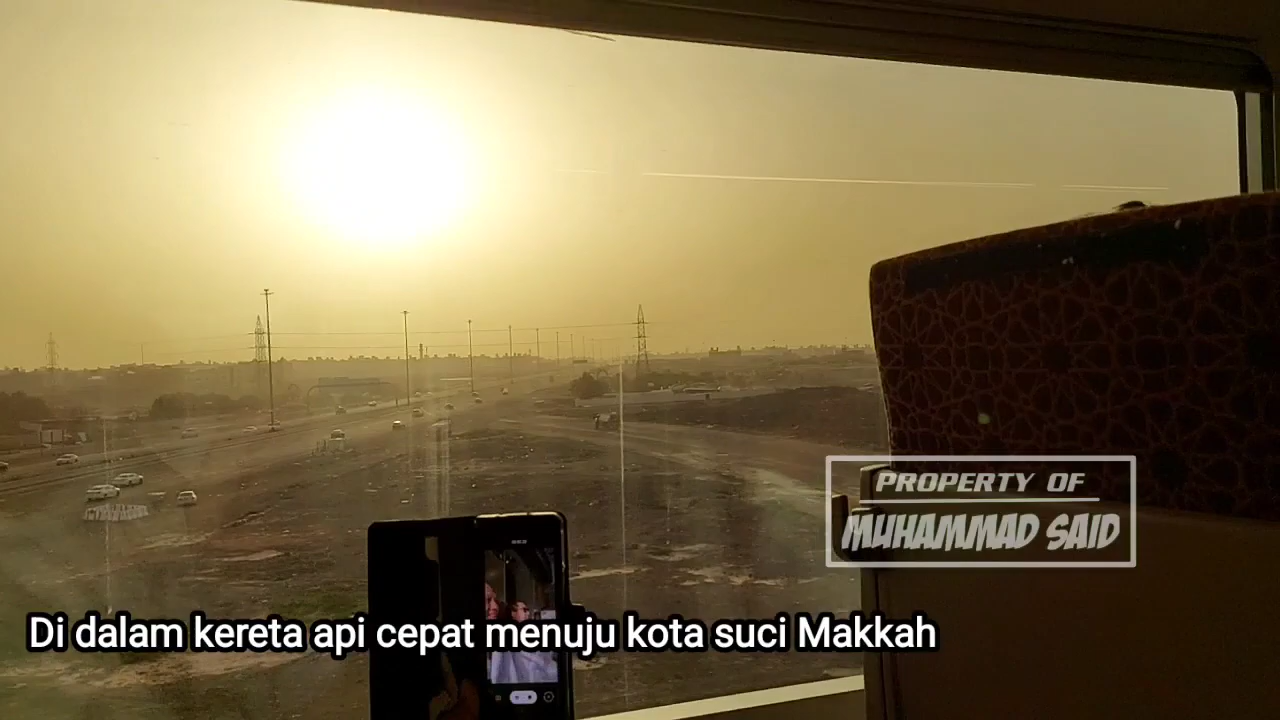 PROPERTY OF
MUHAMMAD SAID
Di dalam kereta api cepat menuju kota suci Makkah